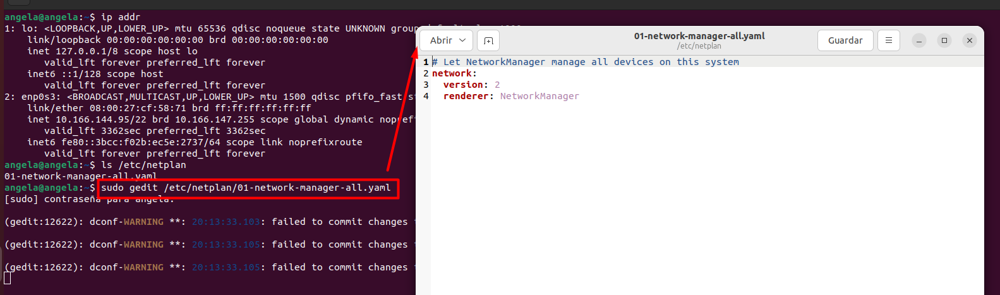 angela@angela:~$ ip addr
1: lo: <LOOPBACK,UP,LOWER_UP> mtu 65536 qdisc noqueue state UNKNOWN group
link/loopback 00:00:00:00:00:00 brd 00:00:00:00:00:00
inet 127.0.0.1/8 scope host lo
valid_lft forever preferred_lft forever
inet6 ::1/128 scope host
valid_lft forever preferred_lft forever
2: enp0s3: <BROADCAST,MULTICAST,UP,LOWER_UP> mtu 1500 qdisc pfifo_fast
link/ether 08:00:27:cf:58:71 brd ff:ff:ff:ff:ff:ff
inet 10.166.144.95/22 brd 10.166.147.255 scope global dynamic
valid_lft 3362sec preferred_lft 3362sec
inet6 fe80::3bcc:f02b:ec5e:2737/64 scope link noprefixroute
valid_lft forever preferred_lft forever
angela@angela:~$ ls /etc/netplan
01-network-manager-all.yaml
angela@angela:~$ sudo gedit /etc/netplan/01-network-manager-all.yaml
[sudo] contraseña para angela:
(gedit:12622): dconf-WARNING **: 20:13:33.103: failed to commit changes
(gedit:12622): dconf-WARNING **: 20:13:33.105: failed to commit changes
(gedit:12622): dconf-WARNING **: 20:13:33.105: failed to commit changes
Abrir
01-network-manager-all.yaml
/etc/netplan
Guardar
1 # Let NetworkManager manage all devices on this system
2 network:
3 version: 2
4 renderer: NetworkManager